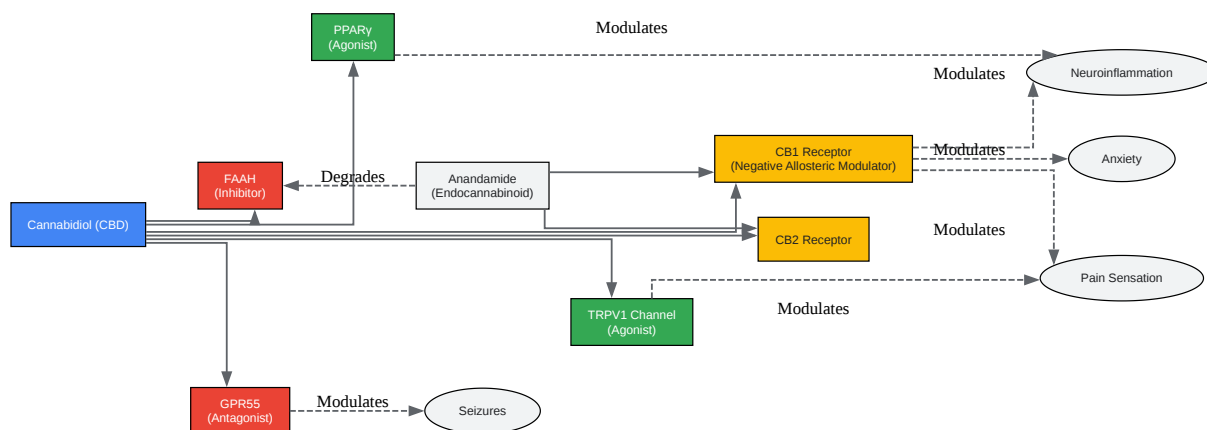 PPARγ
(Agonist)
Modulates
Neuroinflammation
Modulates
CB1 Receptor
(Negative Allosteric Modulator)
Modulates
Anxiety
FAAH
(Inhibitor)
Degrades
Anandamide
(Endocannabinoid)
Cannabidiol (CBD)
CB2 Receptor
Modulates
Pain Sensation
TRPV1 Channel
(Agonist)
Modulates
GPR55
(Antagonist)
Modulates
Seizures